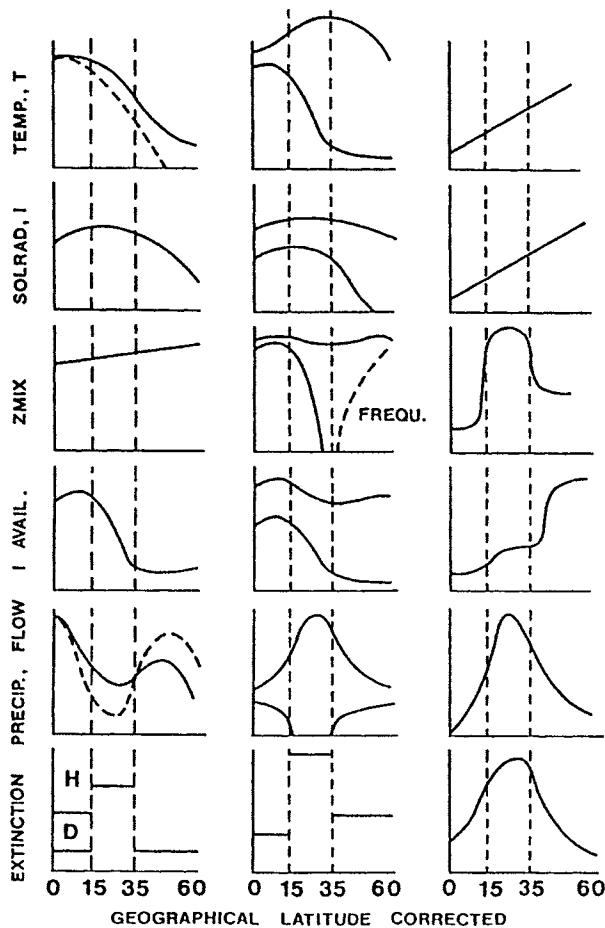 TEMP., T
SOLRAD, I
ZMIX
FREQU.
I AVAIL.
PRECIP., FLOW
EXTINCTION
H
D
0 15 35 60
0 15 35 60
0 15 35 60
GEOGRAPHICAL LATITUDE CORRECTED